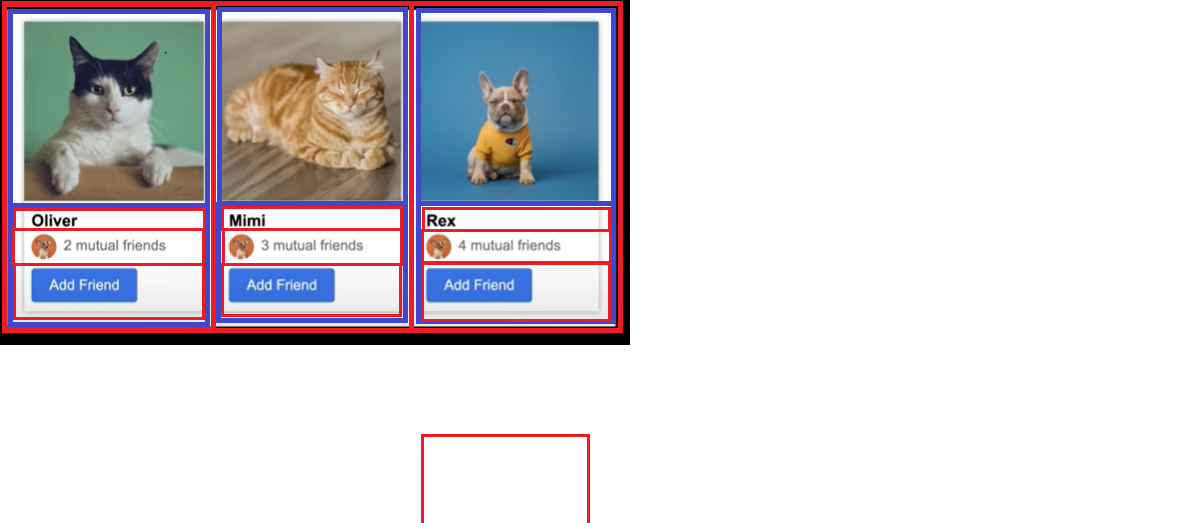 Oliver
2 mutual friends
Add Friend
Mimi
3 mutual friends
Add Friend
Rex
4 mutual friends
Add Friend